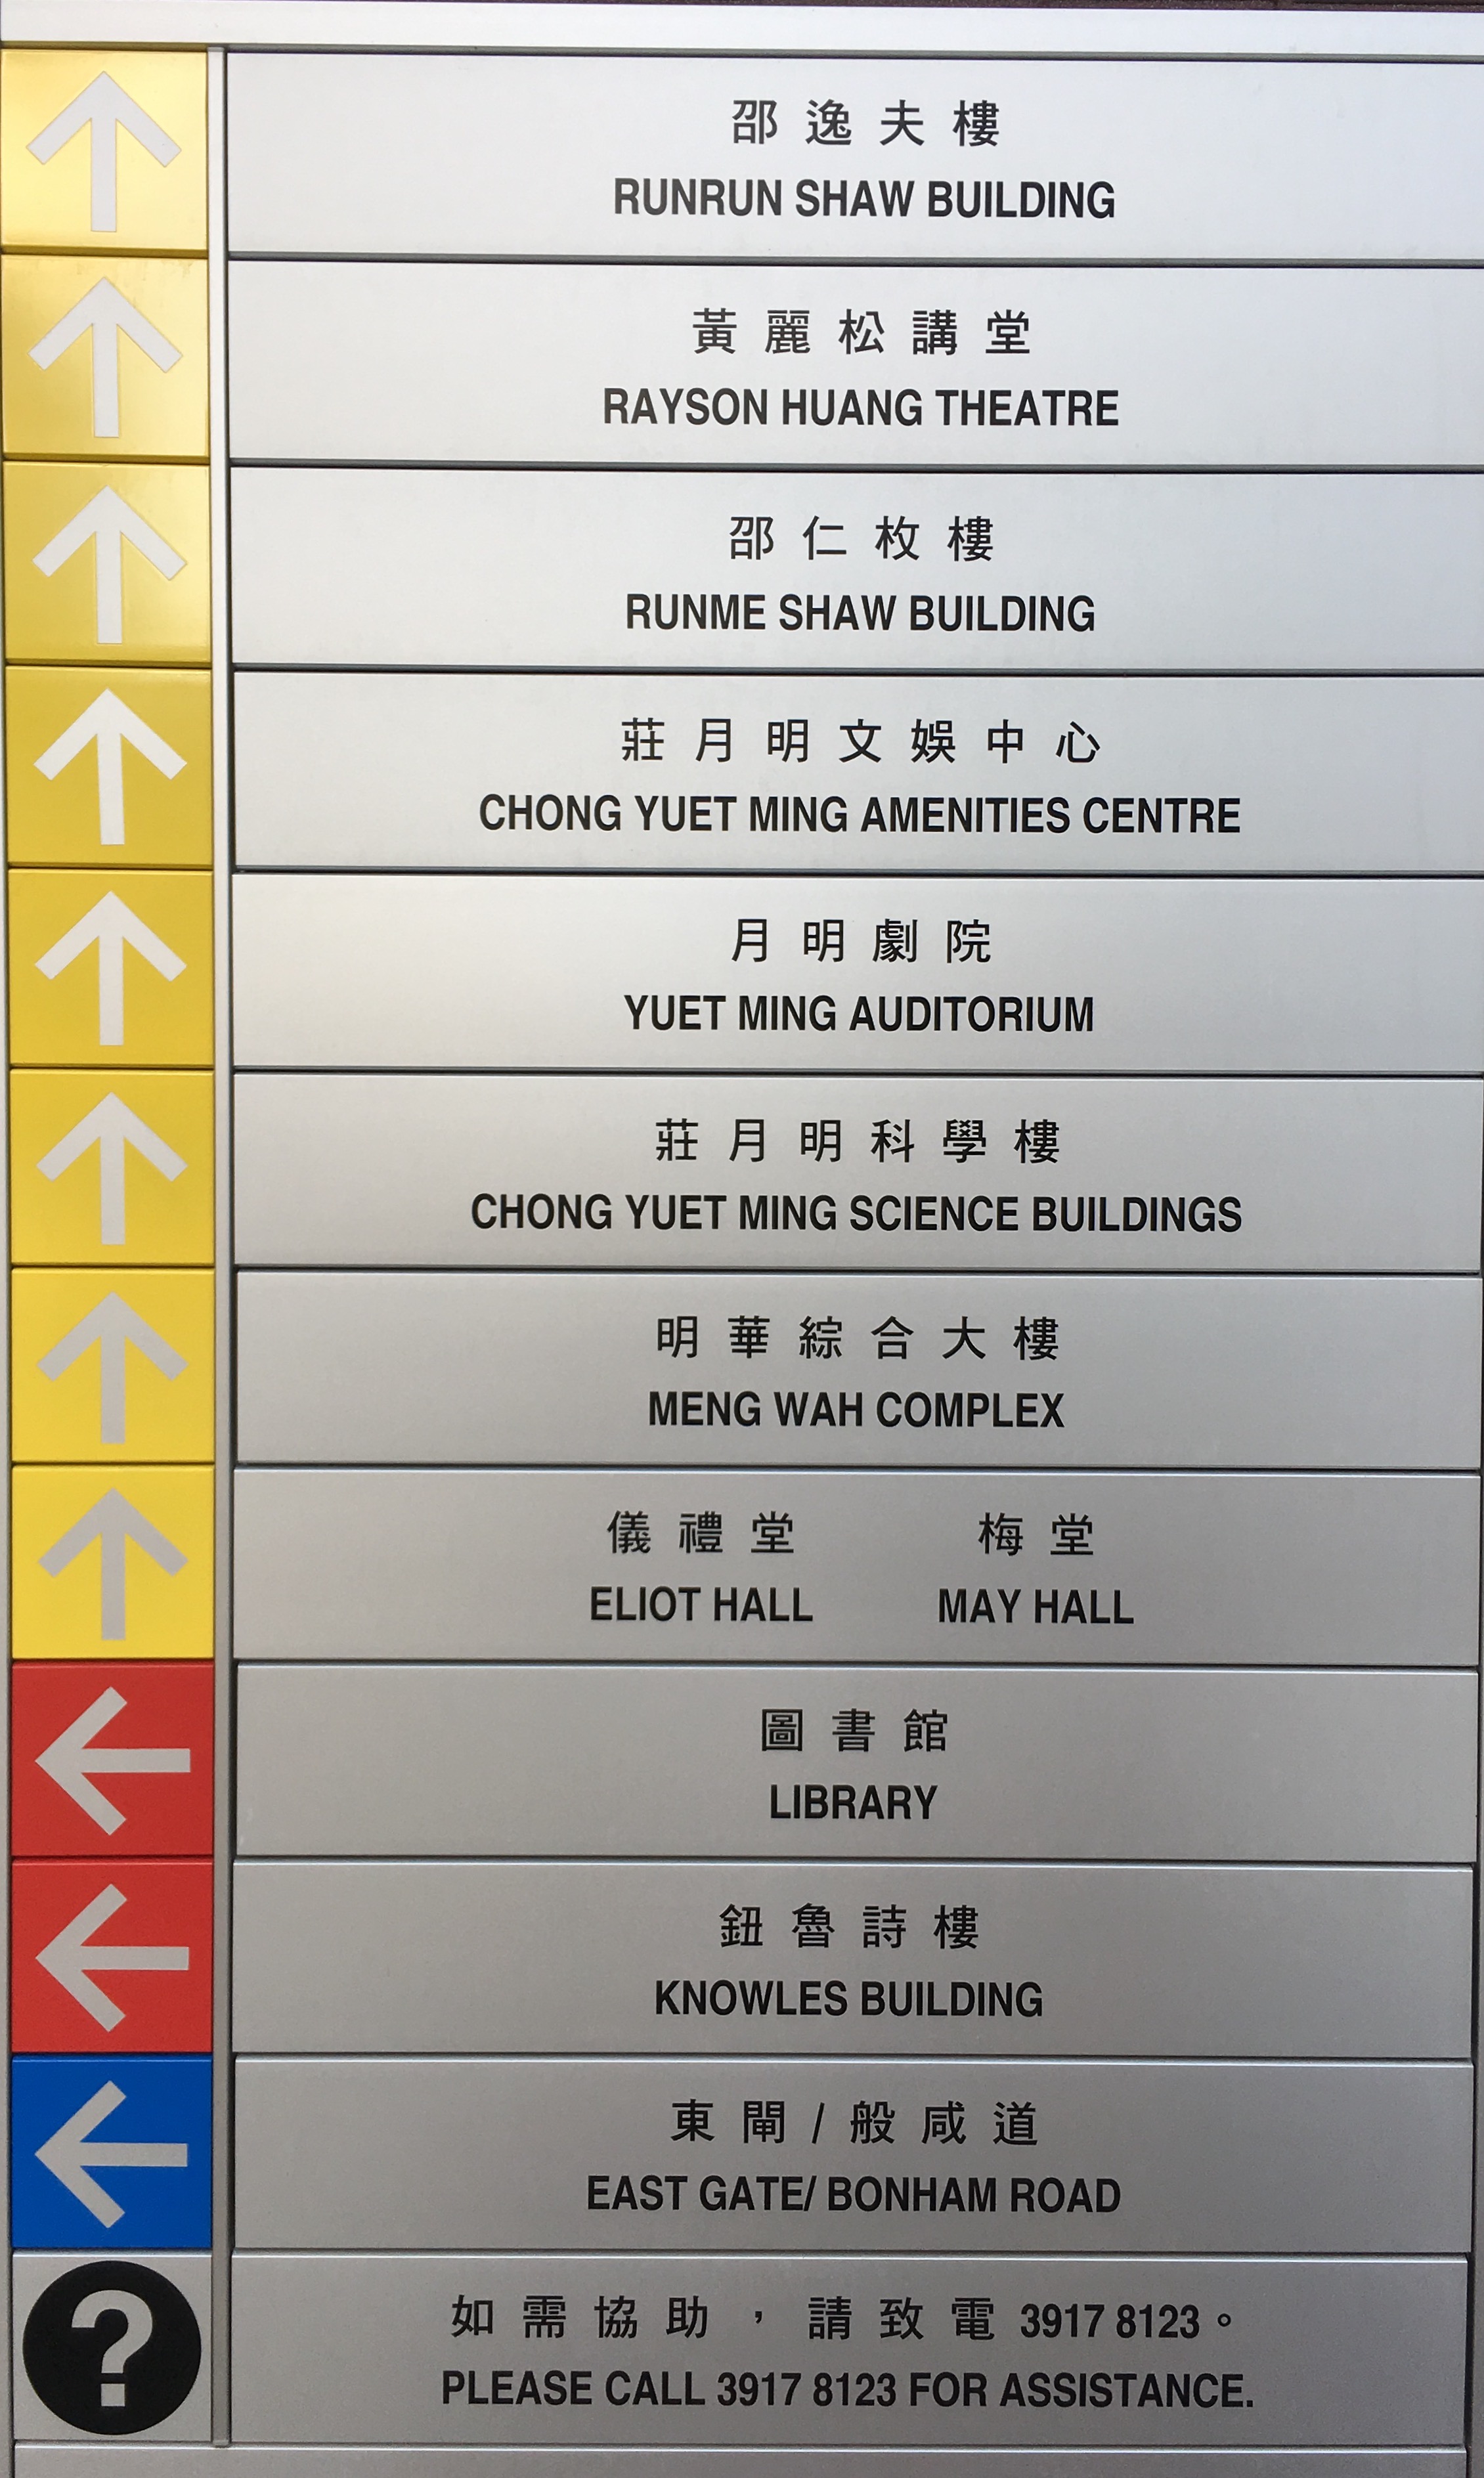 邵逸夫樓
RUNRUN SHAW BUILDING
黃麗松講堂
RAYSON HUANG THEATRE
邵仁枚樓
RUNME SHAW BUILDING
莊月明文娛中心
CHONG YUET MING AMENITIES CENTRE
月明劇院
YUET MING AUDITORIUM
莊月明科學樓
CHONG YUET MING SCIENCE BUILDINGS
明華綜合大樓
MENG WAH COMPLEX
儀禮堂 梅堂
ELIOT HALL MAY HALL
圖書館
LIBRARY
鈕魯詩樓
KNOWLES BUILDING
東閘/般咸道
EAST GATE/ BONHAM ROAD
?
如需協助，請致電 3917 8123。
PLEASE CALL 3917 8123 FOR ASSISTANCE.